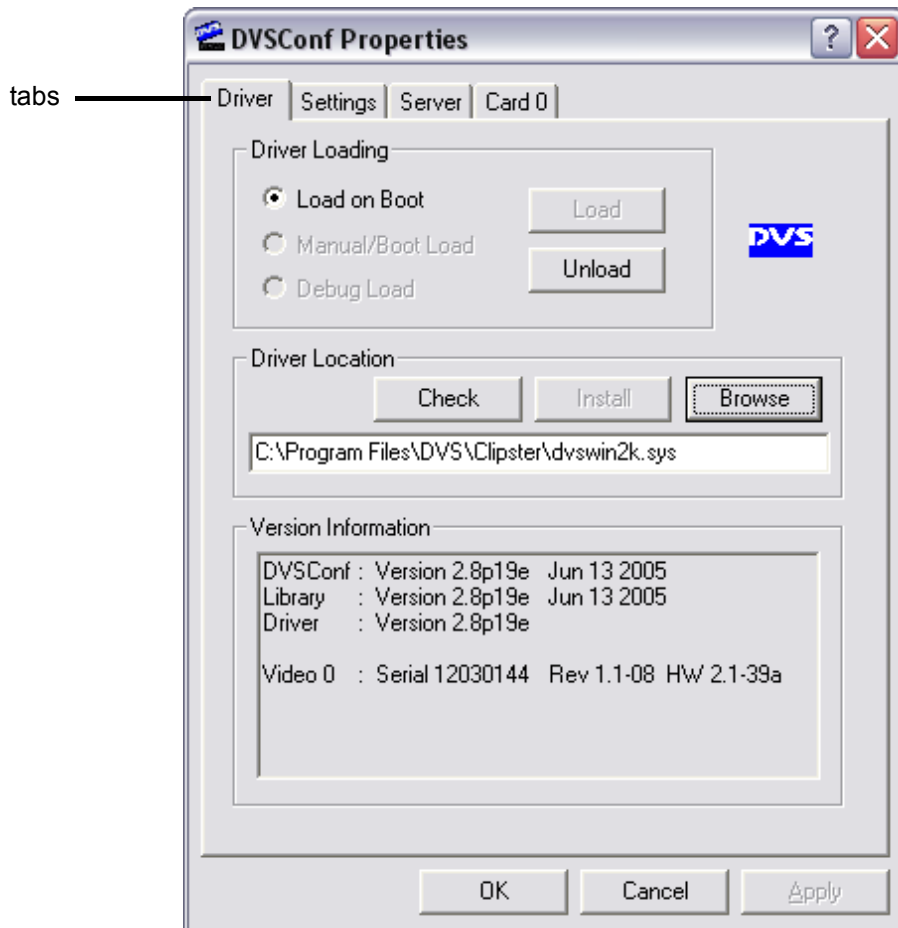 DVSConf Properties
tabs
Driver Settings Server Card 0
Driver Loading
Load on Boot
Load
Manual/Boot Load
Unload
Debug Load
DVS
Driver Location
Check Install Browse
C:\Program Files\DVS\Clipster\dvswin2k.sys
Version Information
DVSConf : Version 2.8p19e Jun 13 2005
Library : Version 2.8p19e Jun 13 2005
Driver : Version 2.8p19e
Video 0 : Serial 12030144 Rev 1.1-08 HW 2.1-39a
OK Cancel Apply